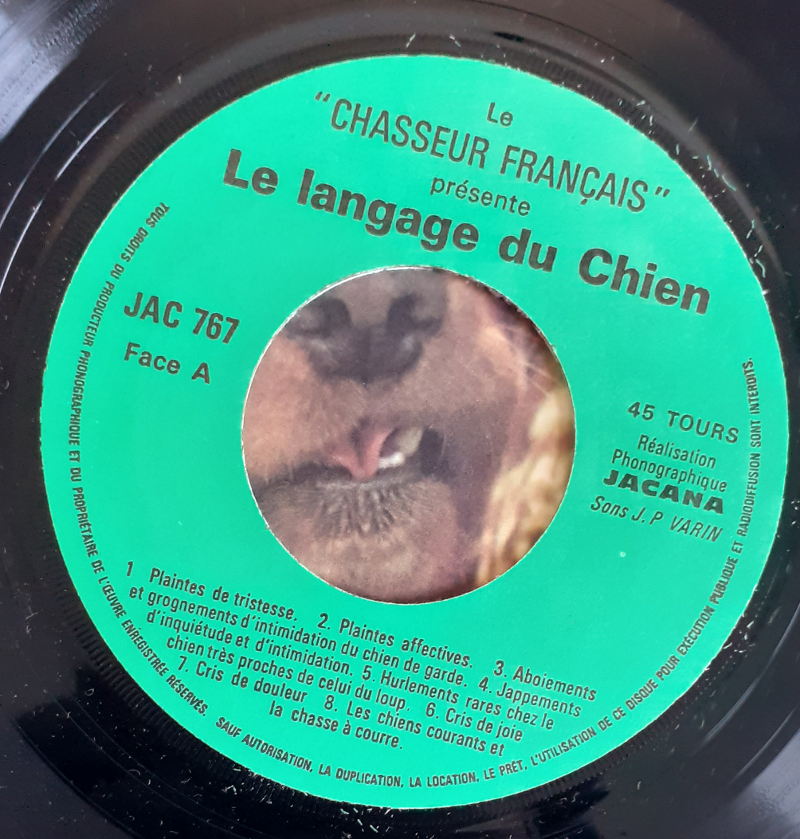 Le
"CHASSEUR FRANÇAIS"
présente
Le langage du Chien
JAC 767
Face A
45 TOURS
Réalisation
Phonographique
JACANA
Sons J. P VARIN
1 Plaintes de tristesse. 2. Plaintes affectives. 3. Aboiements
et grognements d'intimidation du chien de garde. 4. Jappements
d'inquiétude et d'intimidation. 5. Hurlements rares chez le
chien très proches de celui du loup. 6. Cris de joie
7. Cris de douleur 8. Les chiens courants et
la chasse à courre.
TOUS DROITS DU PRODUCTEUR PHONOGRAPHIQUE ET DU PROPRIÉTAIRE DE L'ŒUVRE ENREGISTRÉE RÉSERVÉS. SAUF AUTORISATION, LA DUPLICATION, LA LOCATION, LE PRÊT, L'UTILISATION DE CE DISQUE POUR EXÉCUTION PUBLIQUE ET RADIODIFFUSION SONT INTERDITS.